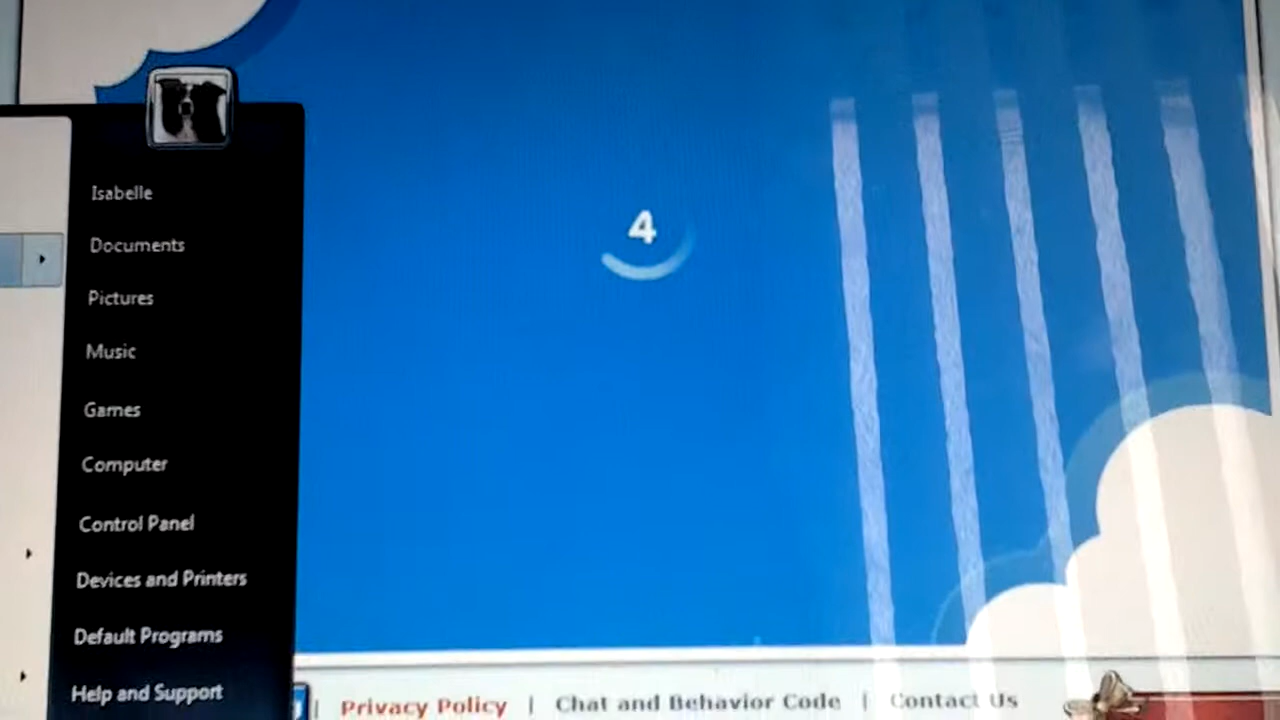 4
Isabelle
Documents
Pictures
Music
Games
Computer
Control Panel
Devices and Printers
Default Programs
Help and Support
| Privacy Policy | Chat and Behavior Code | Contact Us